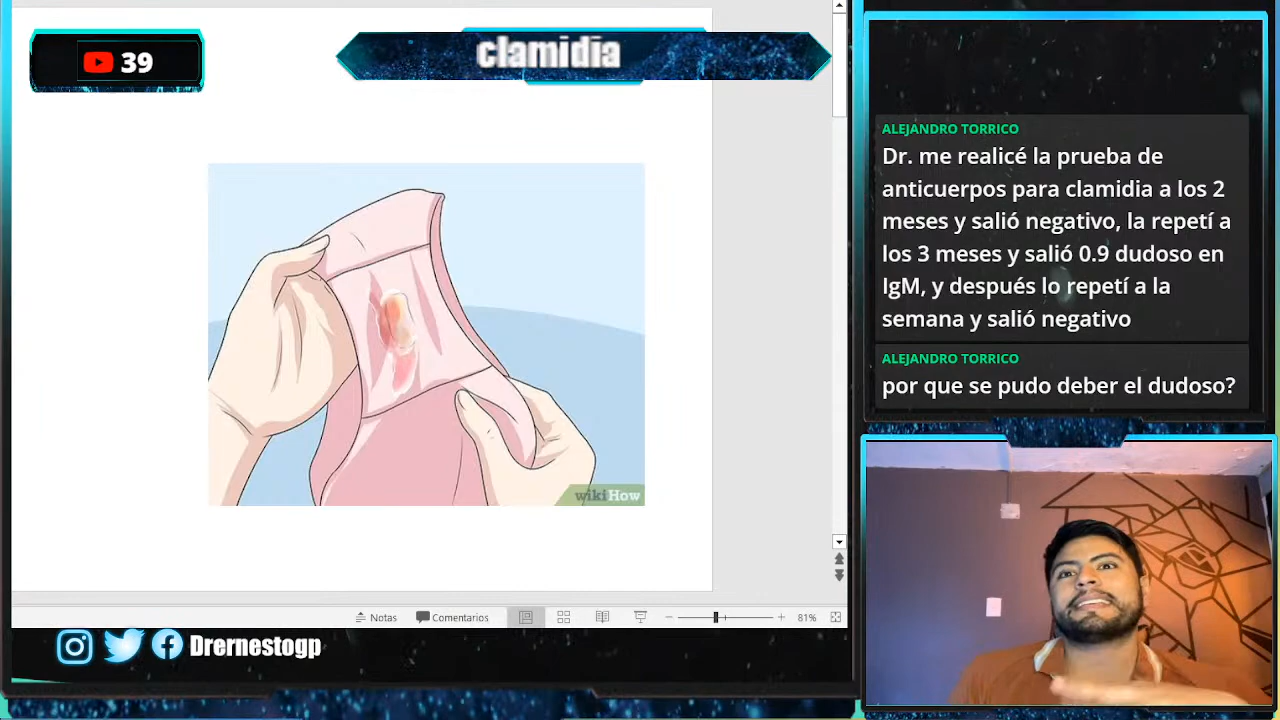 39
clamidia
ALEJANDRO TORRICO
Dr. me realicé la prueba de
anticuerpos para clamidia a los 2
meses y salió negativo, la repetí a
los 3 meses y salió 0.9 dudoso en
IgM, y después lo repetí a la
semana y salió negativo
ALEJANDRO TORRICO
por que se pudo deber el dudoso?
wikiHow
Notas
Comentarios
81%
Drernestogp